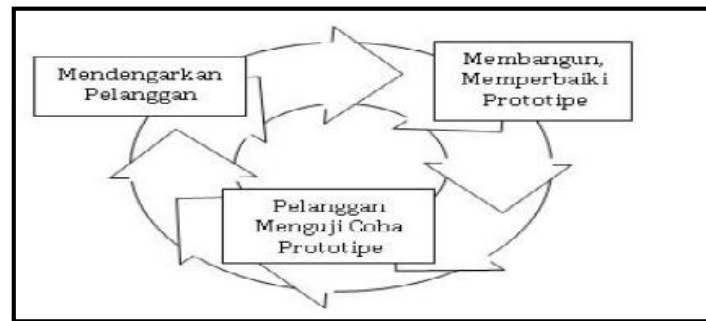 Mendengarkan
Pelanggan
Membangun,
Memperbaiki
Prototipe
Pelanggan
Menguji Coba
Prototipe